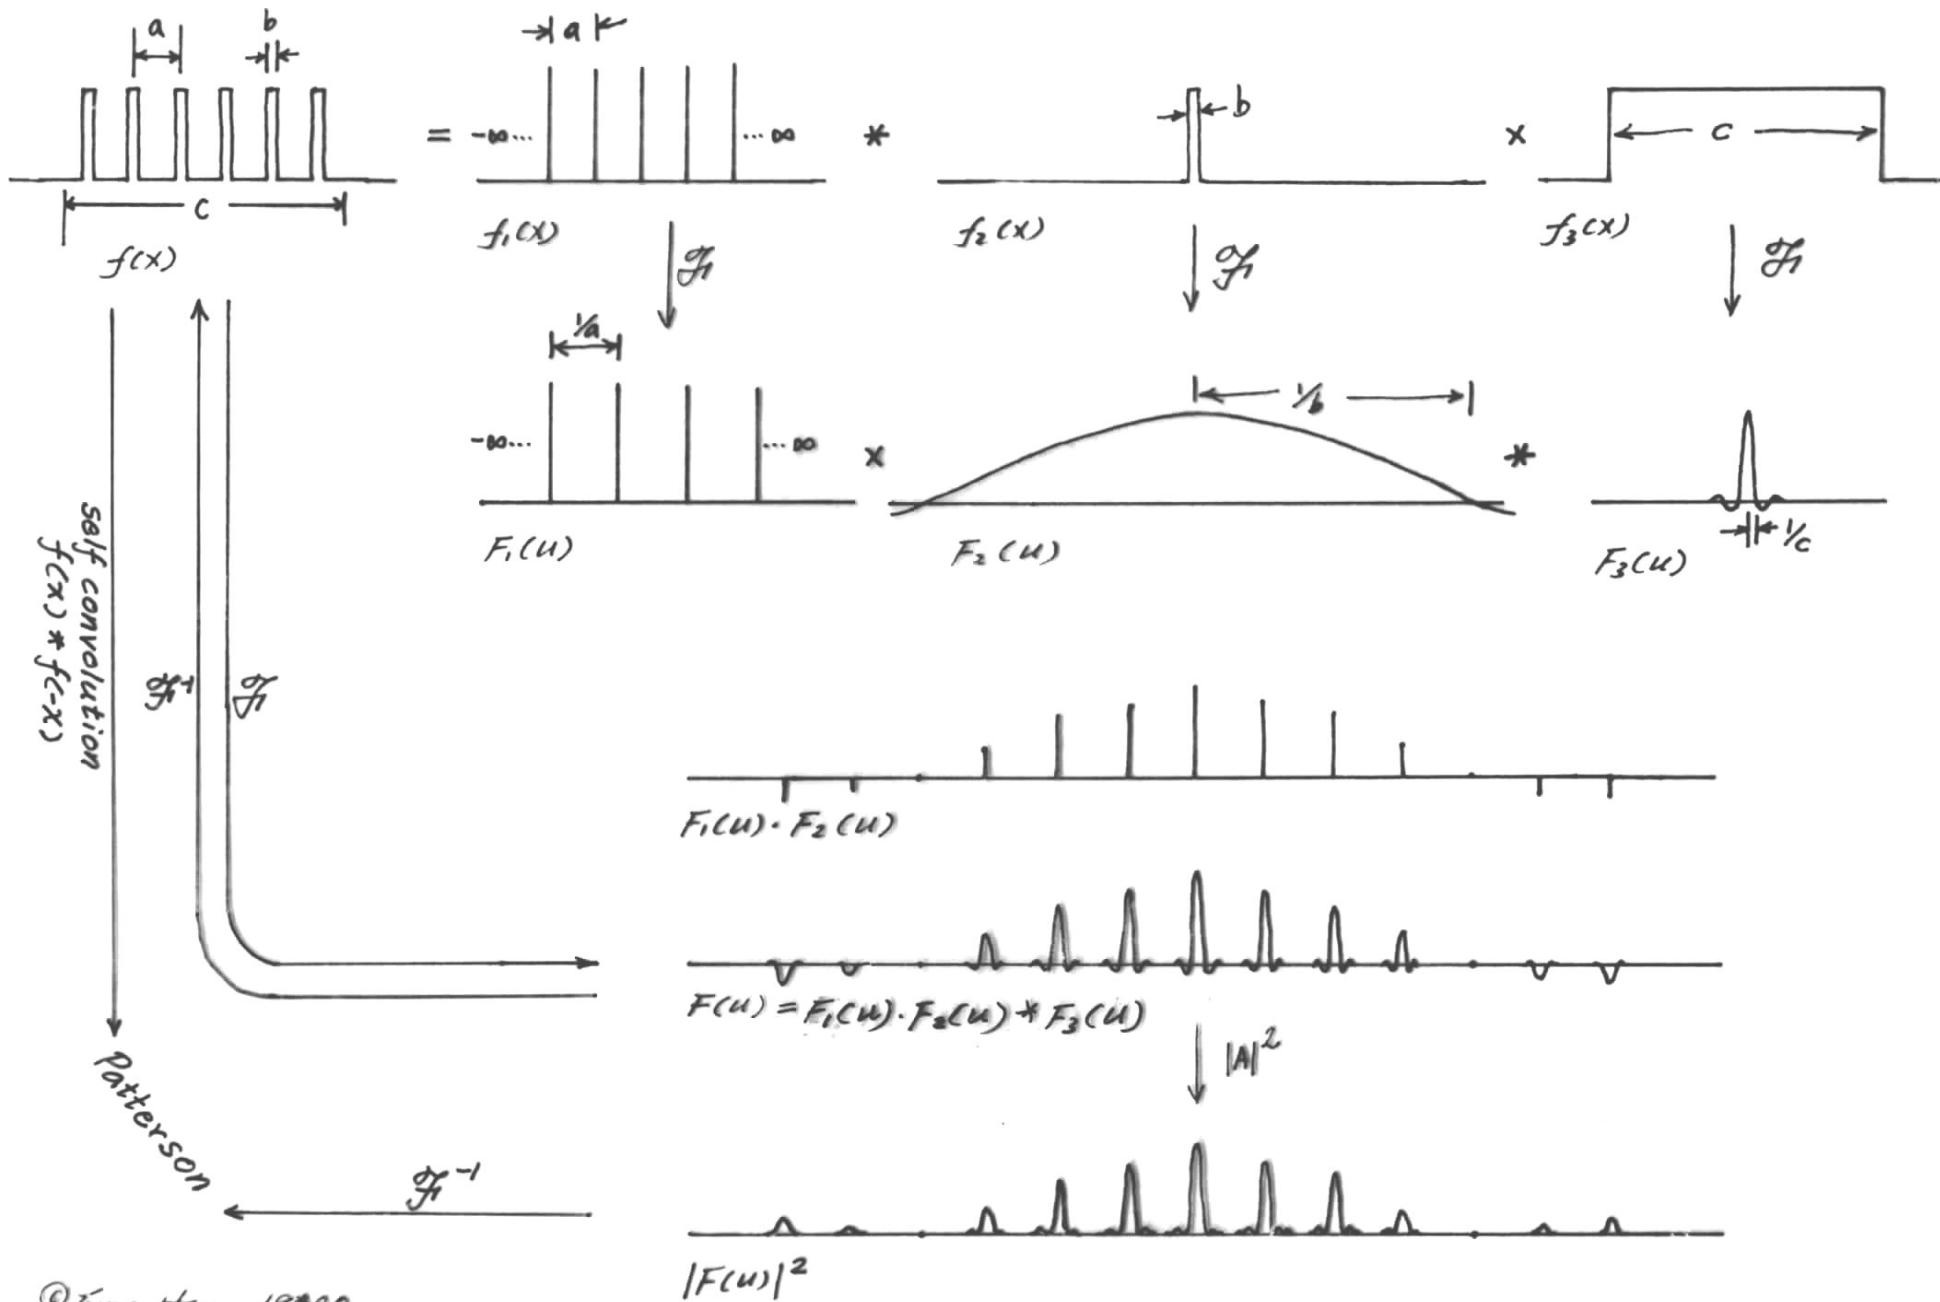 a
b
c
f(x)
=
-∞...
a
...∞
f₁(x)
*
b
f₂(x)
×
c
f₃(x)
ℱ
ℱ
ℱ
1/a
-∞...
...∞
F₁(u)
×
1/b
F₂(u)
*
1/c
F₃(u)
self convolution
f(x) * f(-x)
ℱ⁻¹
ℱ
F₁(u)·F₂(u)
F(u) = F₁(u)·F₂(u) * F₃(u)
|A|²
Patterson
ℱ⁻¹
|F(u)|²
©